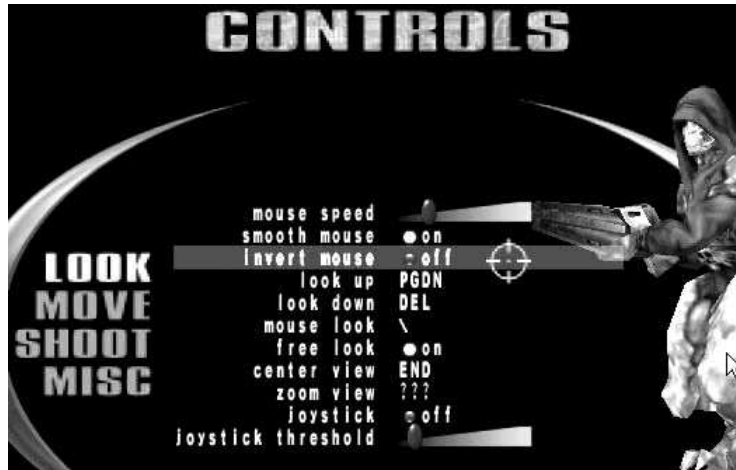 CONTROLS
LOOK
MOVE
SHOOT
MISC
mouse speed
smooth mouse on
invert mouse off
look up PGDN
look down DEL
mouse look \
free look on
center view END
zoom view ???
joystick off
joystick threshold